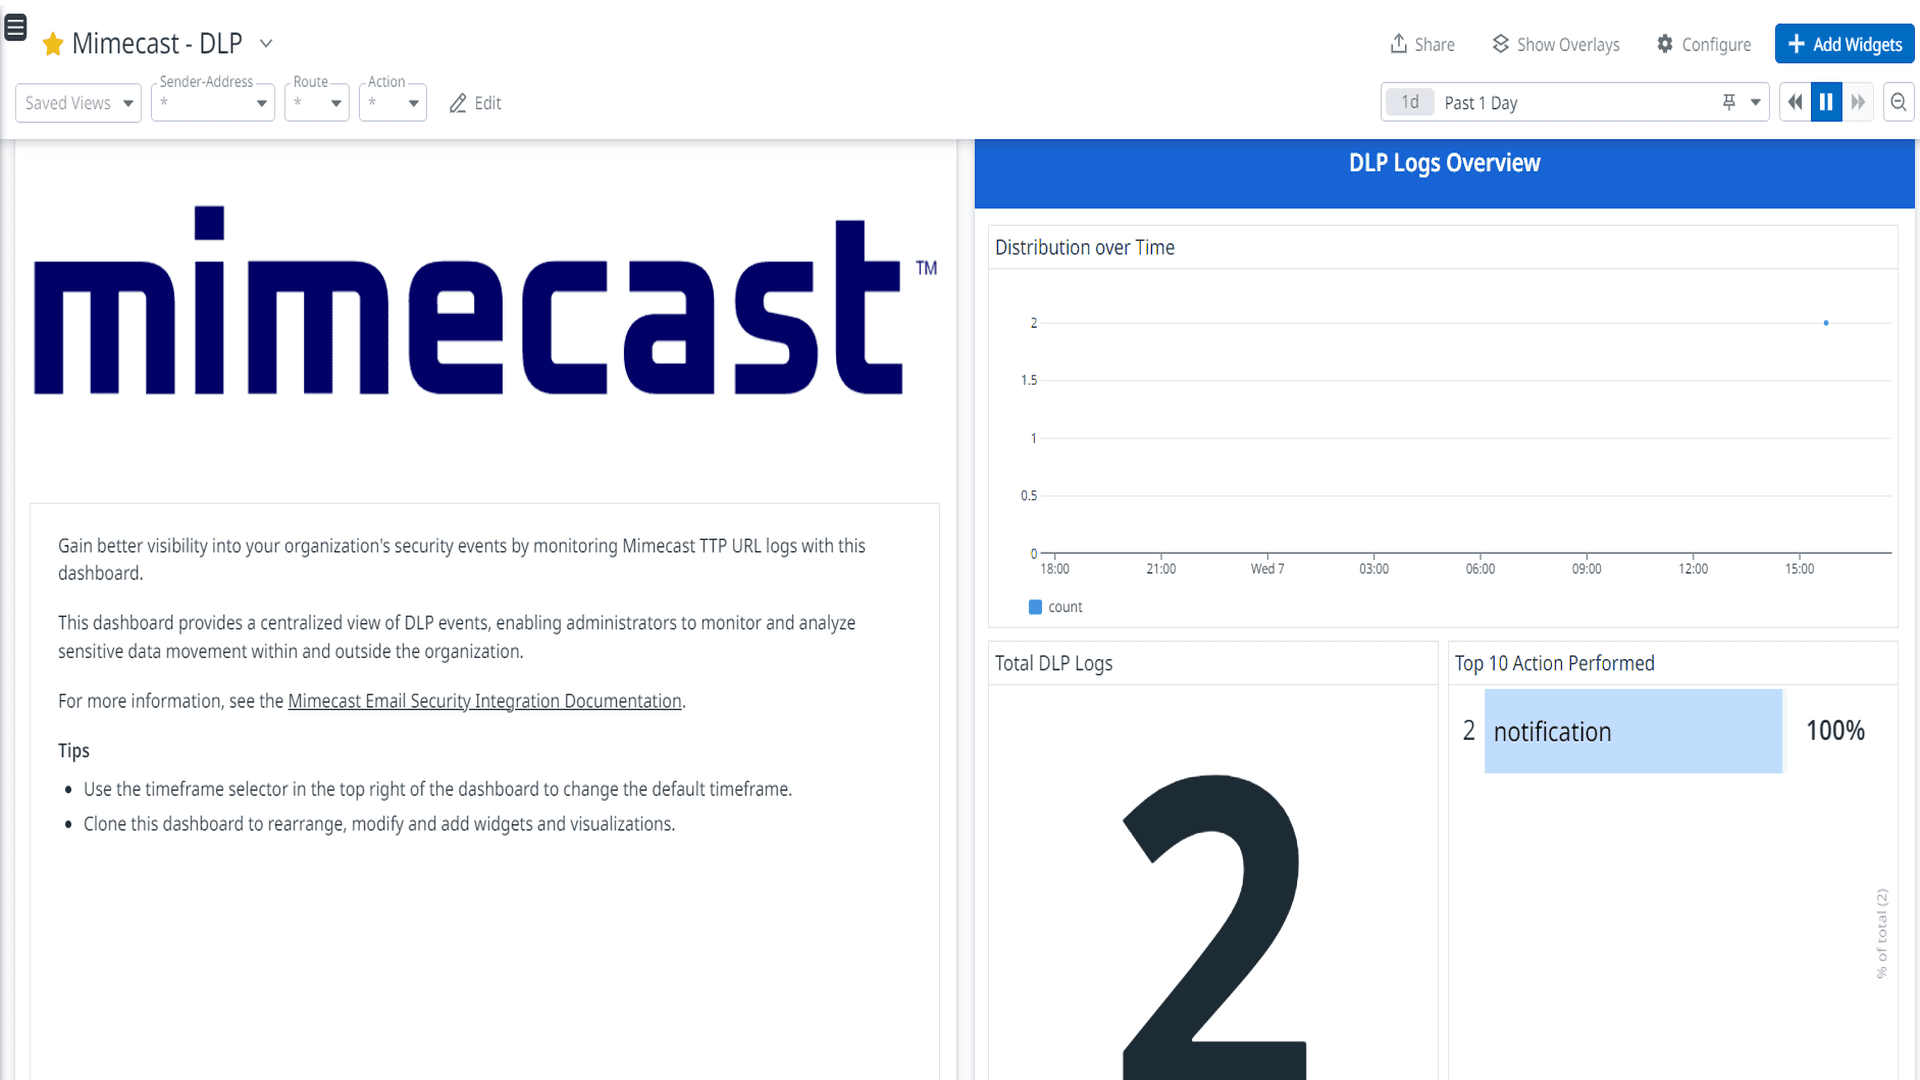 Mimecast - DLP
Share
Show Overlays
Configure
Add Widgets
Saved Views
Sender-Address
*
Route
*
Action
*
Edit
1d
Past 1 Day
mimecast™
Gain better visibility into your organization's security events by monitoring Mimecast TTP URL logs with this
dashboard.
This dashboard provides a centralized view of DLP events, enabling administrators to monitor and analyze
sensitive data movement within and outside the organization.
For more information, see the Mimecast Email Security Integration Documentation.
Tips
Use the timeframe selector in the top right of the dashboard to change the default timeframe.
Clone this dashboard to rearrange, modify and add widgets and visualizations.
DLP Logs Overview
Distribution over Time
2
1.5
1
0.5
0
18:00 21:00 Wed 7 03:00 06:00 09:00 12:00 15:00
count
Total DLP Logs
2
Top 10 Action Performed
2 notification 100%
% of total (2)